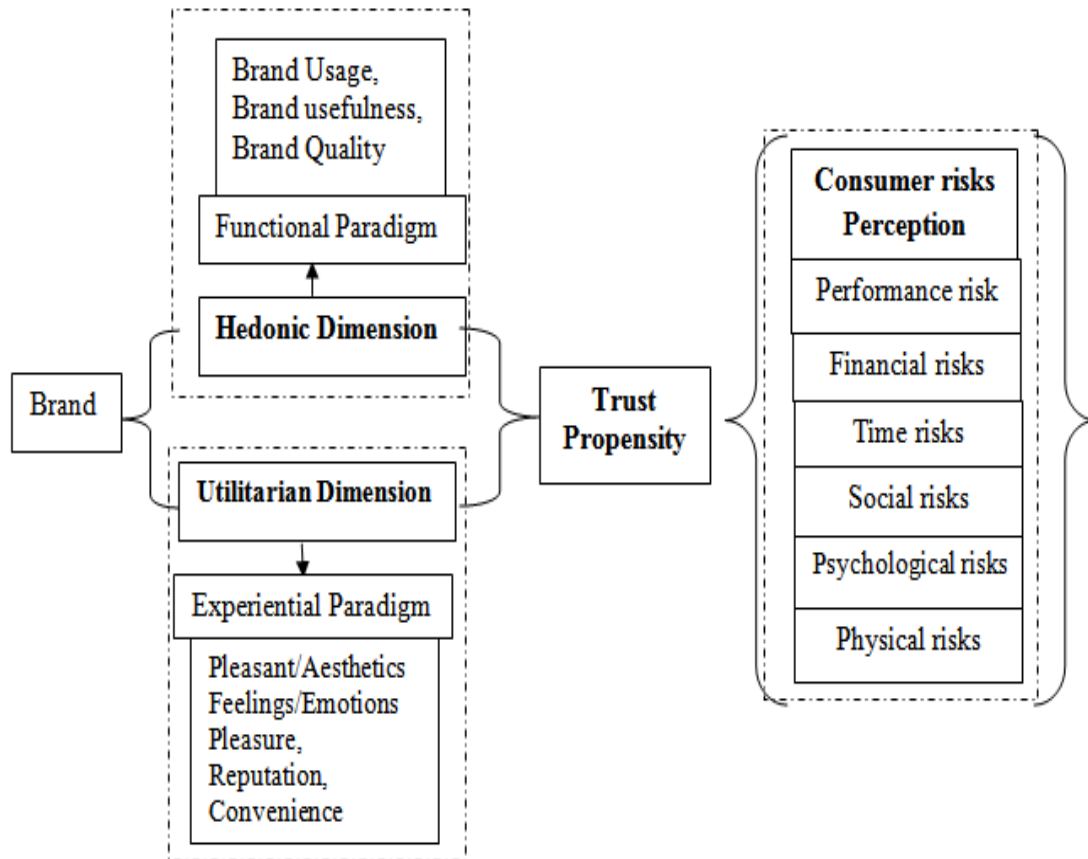 Brand Usage,
Brand usefulness,
Brand Quality
Functional Paradigm
Hedonic Dimension
Brand
Utilitarian Dimension
Experiential Paradigm
Pleasant/Aesthetics
Feelings/Emotions
Pleasure,
Reputation,
Convenience
Trust
Propensity
Consumer risks
Perception
Performance risk
Financial risks
Time risks
Social risks
Psychological risks
Physical risks